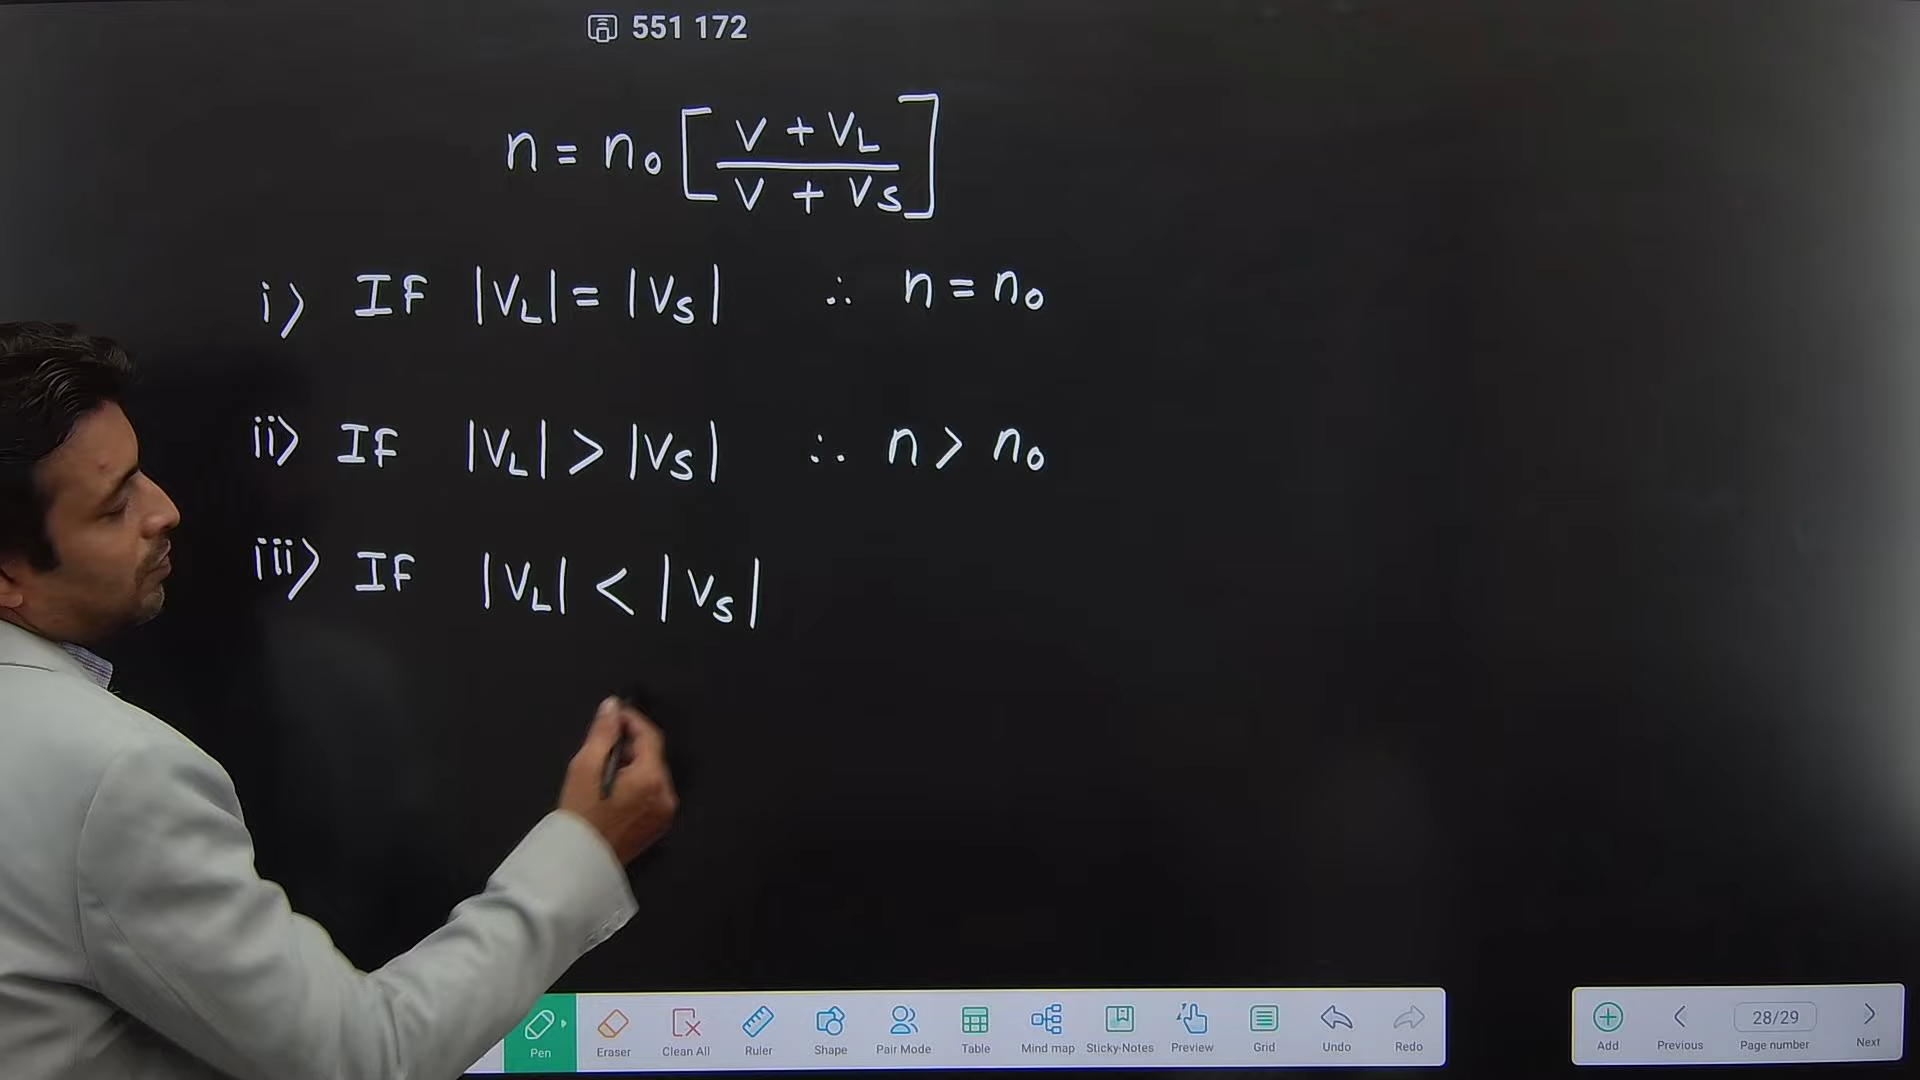 551 172
n = n₀ [ (V + V_L) / (V + V_S) ]
i) IF |V_L| = |V_S| ∴ n = n₀
ii) IF |V_L| > |V_S| ∴ n > n₀
iii) IF |V_L| < |V_S|
Pen Eraser Clean All Ruler Shape Pair Mode Table Mind map Sticky-Notes Preview Grid Undo Redo
28/29
Add Previous Page number Next